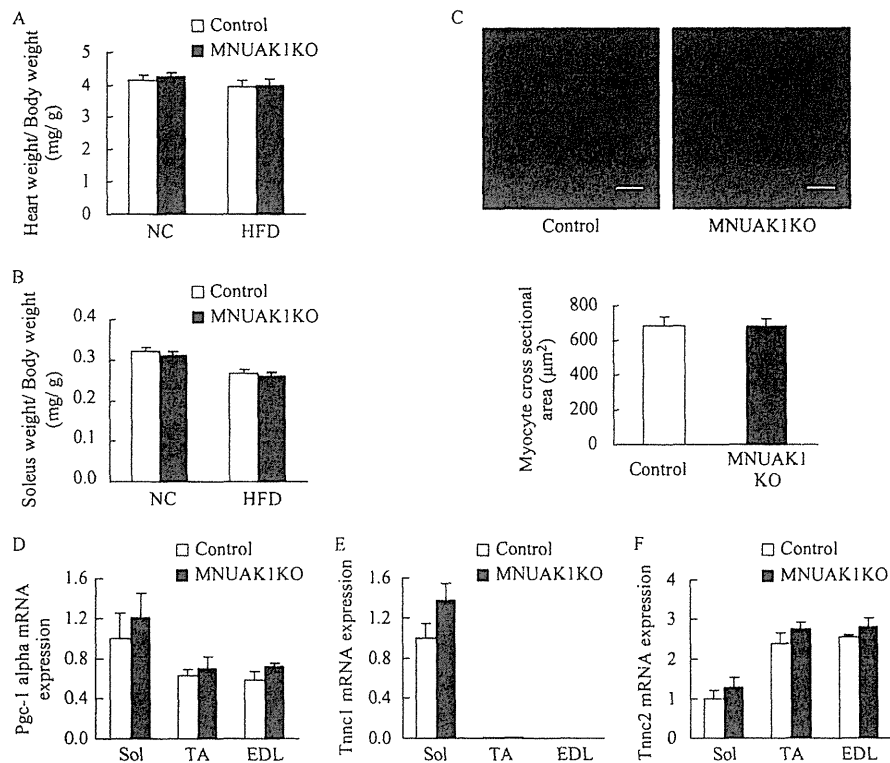 A
Control
MNUAK1KO
Heart weight/ Body weight
(mg/ g)
5
4
3
2
1
0
NC
HFD
B
Control
MNUAK1KO
Soleus weight/ Body weight
(mg/ g)
0.4
0.3
0.2
0.1
0.0
NC
HFD
C
Control
MNUAK1KO
Myocyte cross sectional
area (μm²)
800
600
400
200
0
Control
MNUAK1
KO
D
Control
MNUAK1KO
Pgc-1 alpha mRNA
expression
1.6
1.2
0.8
0.4
0.0
Sol
TA
EDL
E
Control
MNUAK1KO
Tnnc1 mRNA expression
1.6
1.2
0.8
0.4
0.0
Sol
TA
EDL
F
Control
MNUAK1KO
Tnnc2 mRNA expression
4
3
2
1
0
Sol
TA
EDL